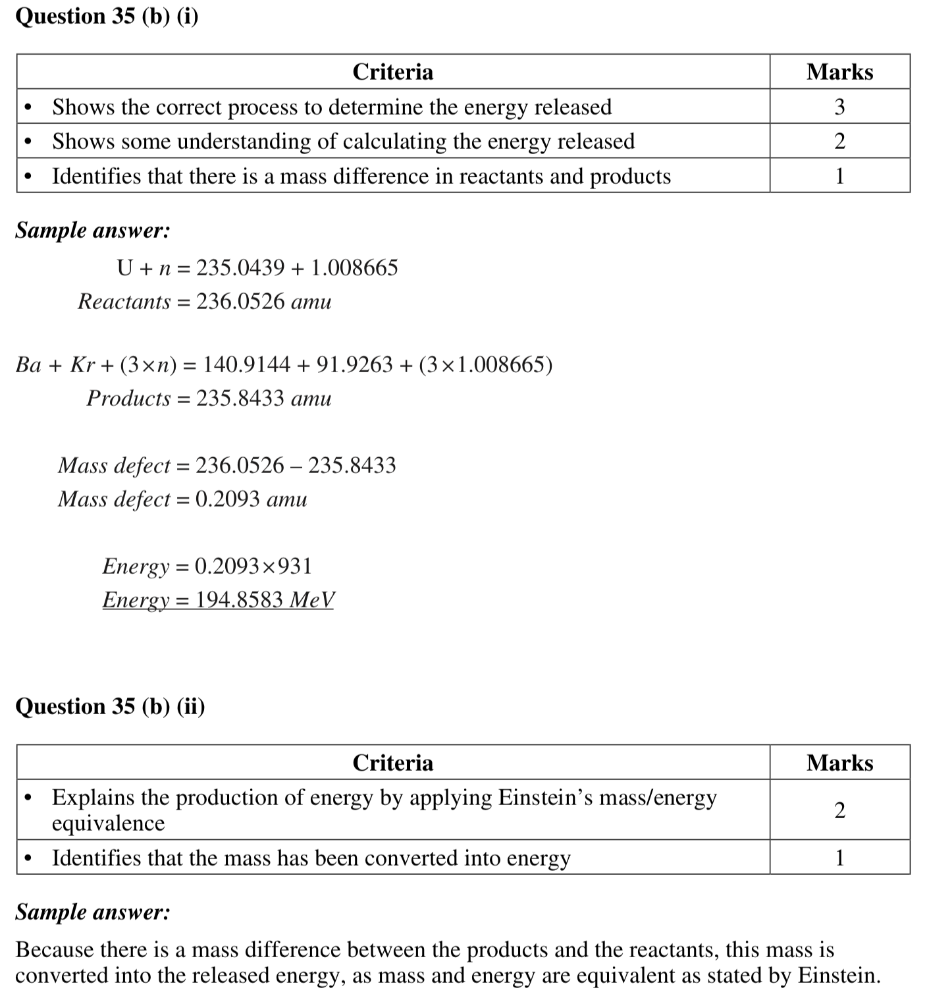 Question 35 (b) (i)
Criteria Marks
• Shows the correct process to determine the energy released 3
• Shows some understanding of calculating the energy released 2
• Identifies that there is a mass difference in reactants and products 1
Sample answer:
U + n = 235.0439 + 1.008665
Reactants = 236.0526 amu
Ba + Kr + (3×n) = 140.9144 + 91.9263 + (3×1.008665)
Products = 235.8433 amu
Mass defect = 236.0526 – 235.8433
Mass defect = 0.2093 amu
Energy = 0.2093×931
Energy = 194.8583 MeV
Question 35 (b) (ii)
Criteria Marks
• Explains the production of energy by applying Einstein’s mass/energy
equivalence 2
• Identifies that the mass has been converted into energy 1
Sample answer:
Because there is a mass difference between the products and the reactants, this mass is
converted into the released energy, as mass and energy are equivalent as stated by Einstein.